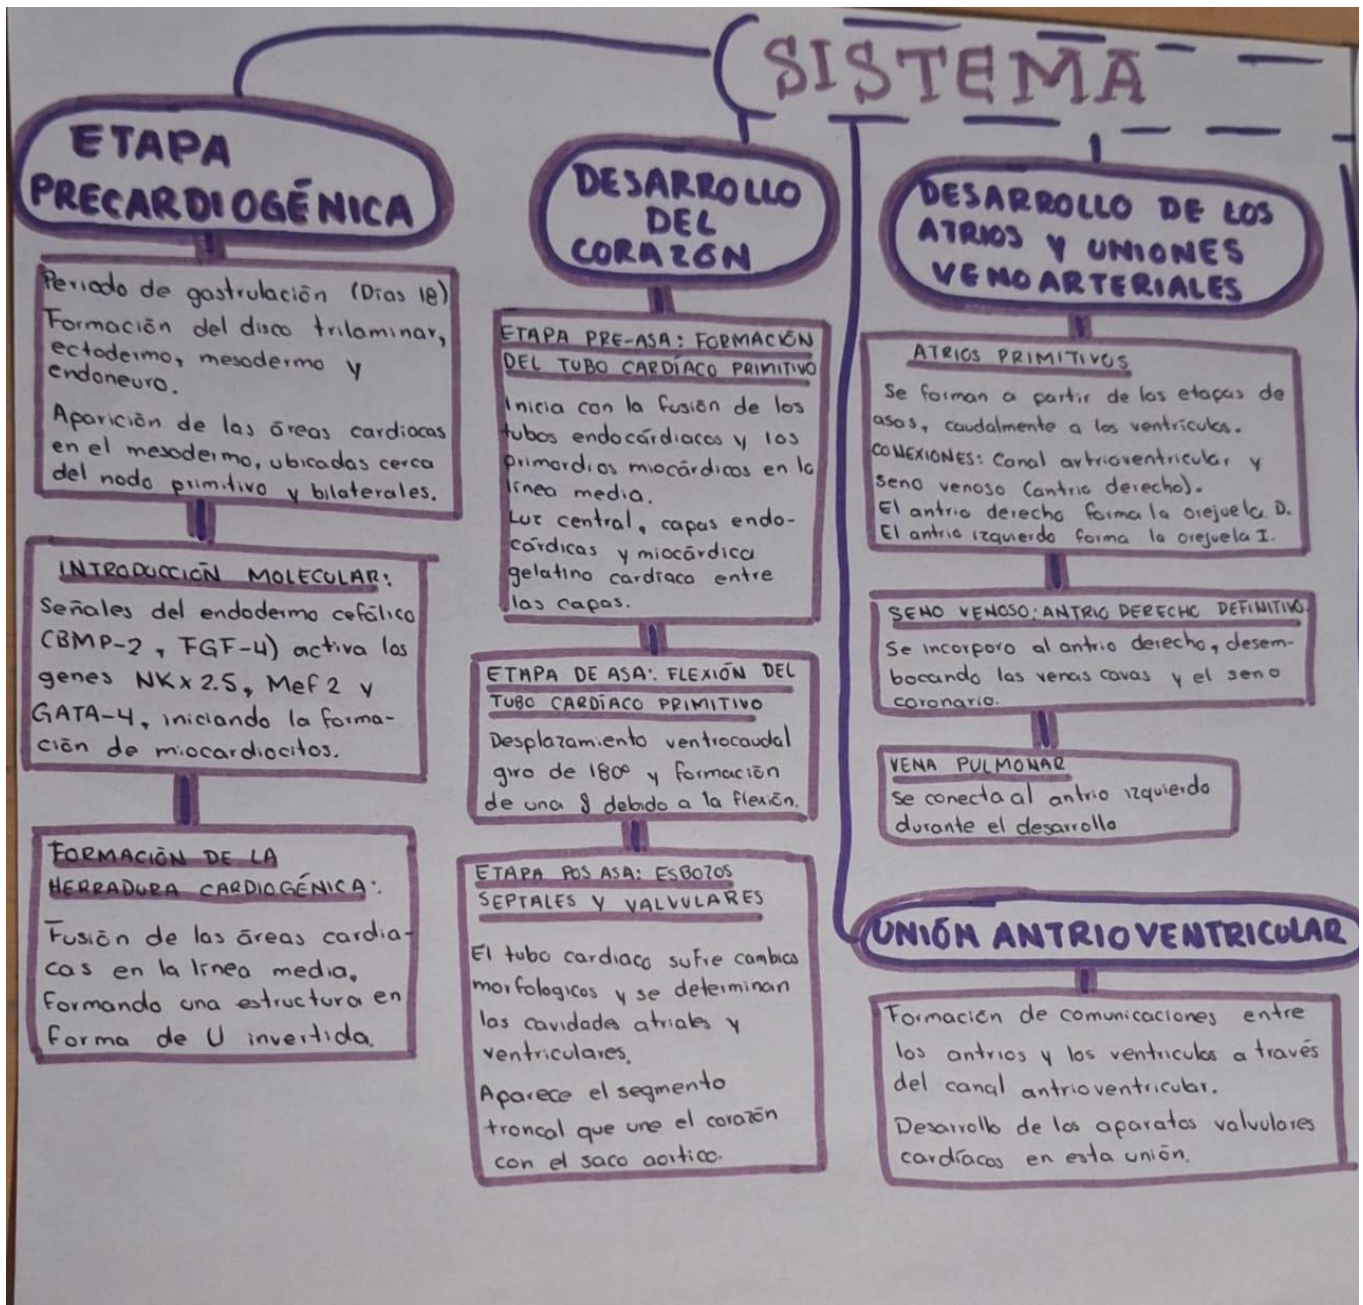 SISTEMA
ETAPA
PRECARDIOGÉNICA
Periodo de gastrulación (Días 18)
Formación del disco trilaminar,
ectodermo, mesodermo y
endoneuro.
Aparición de las áreas cardiacas
en el mesodermo, ubicadas cerca
del nodo primitivo y bilaterales.
INTRODUCCIÓN MOLECULAR:
Señales del endodermo cefálico
(BMP-2, FGF-4) activa los
genes NKx 2.5, Mef 2 y
GATA-4, iniciando la forma-
ción de miocardiocitos.
FORMACIÓN DE LA
HERRADURA CARDIOGÉNICA:
Fusión de las áreas cardia-
cas en la línea media,
formando una estructura en
forma de U invertida.
DESARROLLO
DEL
CORAZÓN
ETAPA PRE-ASA: FORMACIÓN
DEL TUBO CARDÍACO PRIMITIVO
Inicia con la fusión de los
tubos endocárdiacos y los
primordios miocárdicos en la
línea media.
Luz central, capas endo-
cárdicas y miocárdica
gelatino cardiaco entre
las capas.
ETAPA DE ASA: FLEXIÓN DEL
TUBO CARDÍACO PRIMITIVO
Desplazamiento ventrocaudal
giro de 180° y formación
de una 8 debido a la flexión.
ETAPA POS ASA: ESBOZOS
SEPTALES Y VALVULARES
El tubo cardiaco sufre cambios
morfologicos y se determinan
las cavidades atriales y
ventriculares.
Aparece el segmento
troncal que une el corazón
con el saco aortico.
DESARROLLO DE LOS
ATRIOS Y UNIONES
VENOARTERIALES
ATRIOS PRIMITIVOS
Se forman a partir de las etapas de
asas, caudalmente a los ventrículos.
CONEXIONES: Canal artrioventricular y
seno venoso (antrio derecho).
El antrio derecho forma la orejuela D.
El antrio izquierdo forma la orejuela I.
SENO VENOSO: ANTRIO DERECHO DEFINITIVO
Se incorpora al antrio derecho, desem-
bocando las venas cavas y el seno
coronario.
VENA PULMONAR
Se conecta al antrio izquierdo
durante el desarrollo
UNIÓN ANTRIOVENTRICULAR
Formación de comunicaciones entre
los antrios y los ventriculos a través
del canal antrioventricular.
Desarrollo de los aparatos valvulares
cardíacos en esta unión.